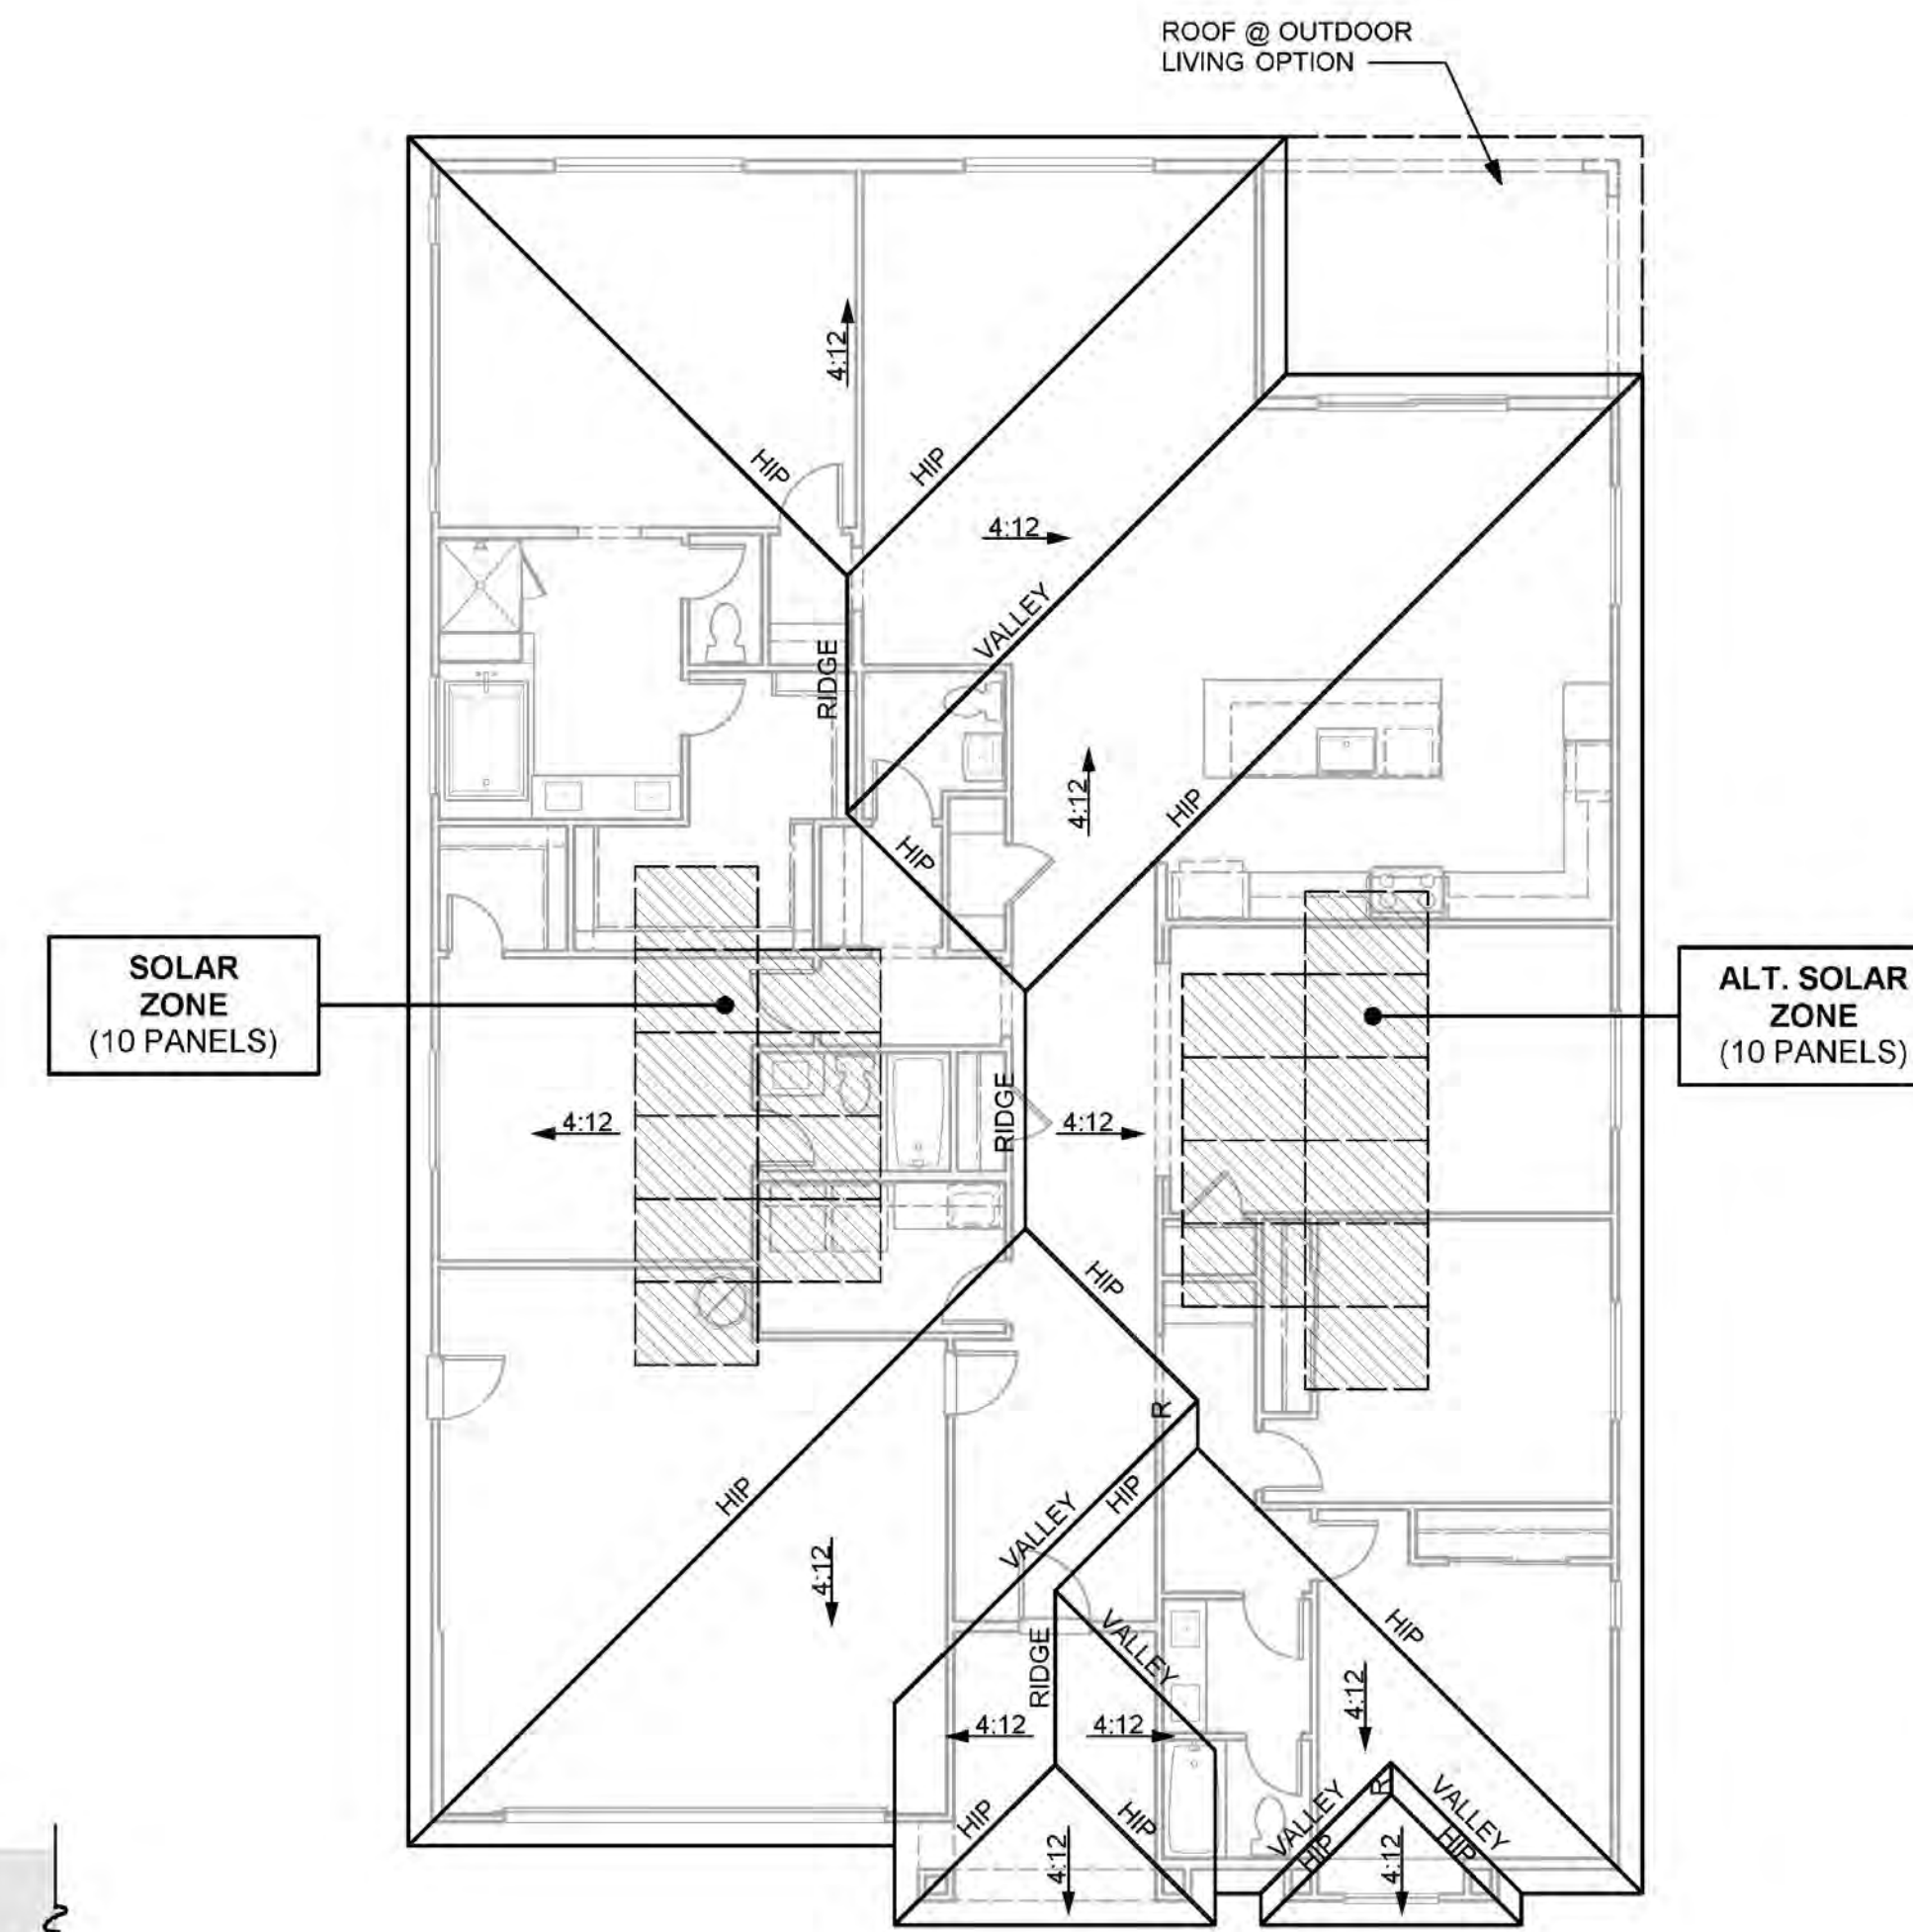 ROOF @ OUTDOOR
LIVING OPTION
4:12
HIP
HIP
4:12
VALLEY
RIDGE
4:12
HIP
HIP
SOLAR
ZONE
(10 PANELS)
ALT. SOLAR
ZONE
(10 PANELS)
4:12
RIDGE
4:12
HIP
R
HIP
HIP
VALLEY
4:12
RIDGE
VALLEY
HIP
4:12
4:12
4:12
R
VALLEY
VALLEY
HIP
HIP
HIP
HIP
4:12
4:12